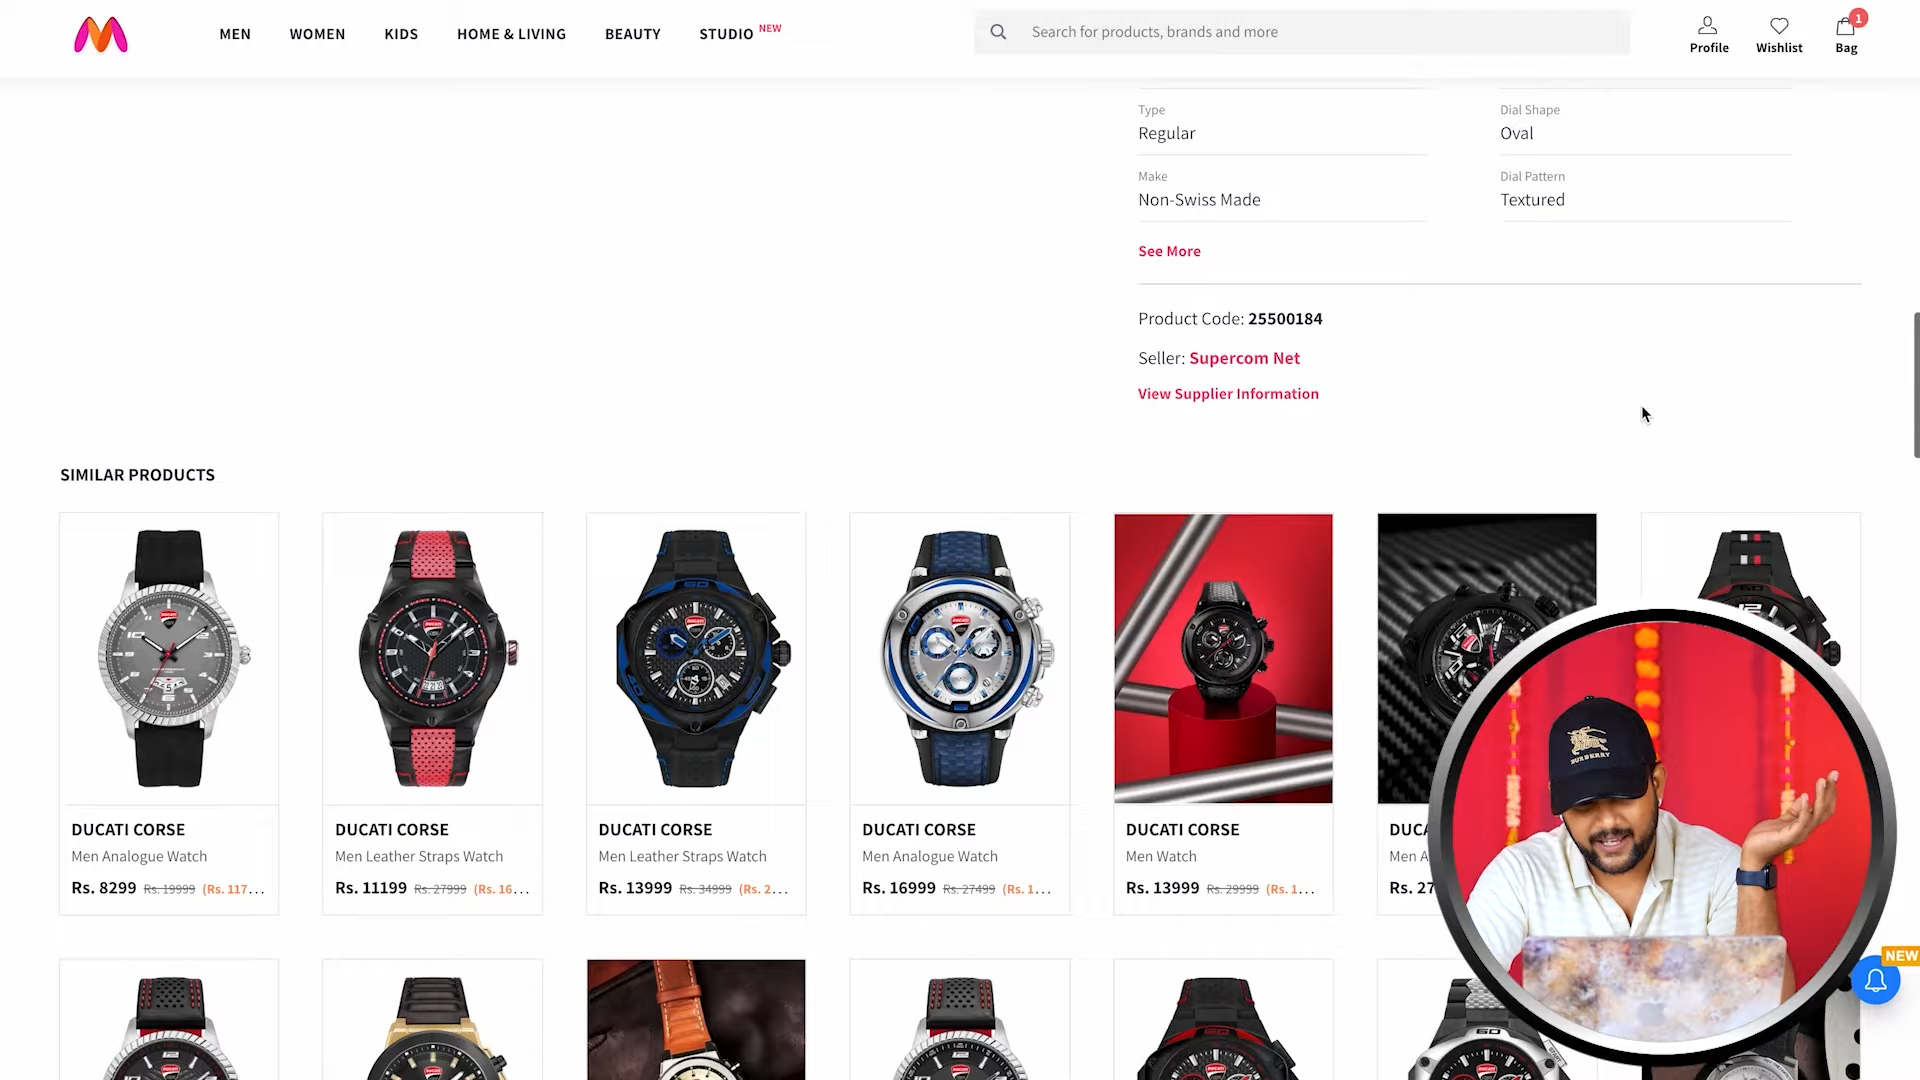 MEN WOMEN KIDS HOME & LIVING BEAUTY STUDIO NEW
Search for products, brands and more
Profile Wishlist Bag 1
Type
Regular
Dial Shape
Oval
Make
Non-Swiss Made
Dial Pattern
Textured
See More
Product Code: 25500184
Seller: Supercom Net
View Supplier Information
SIMILAR PRODUCTS
DUCATI CORSE
Men Analogue Watch
Rs. 8299 Rs. 19999 (Rs. 117...
DUCATI CORSE
Men Leather Straps Watch
Rs. 11199 Rs. 27999 (Rs. 16...
DUCATI CORSE
Men Leather Straps Watch
Rs. 13999 Rs. 34999 (Rs. 2...
DUCATI CORSE
Men Analogue Watch
Rs. 16999 Rs. 27499 (Rs. 1...
DUCATI CORSE
Men Watch
Rs. 13999 Rs. 29999 (Rs. 1...
DUCA
Men A
Rs. 27
BURBERRY
NEW